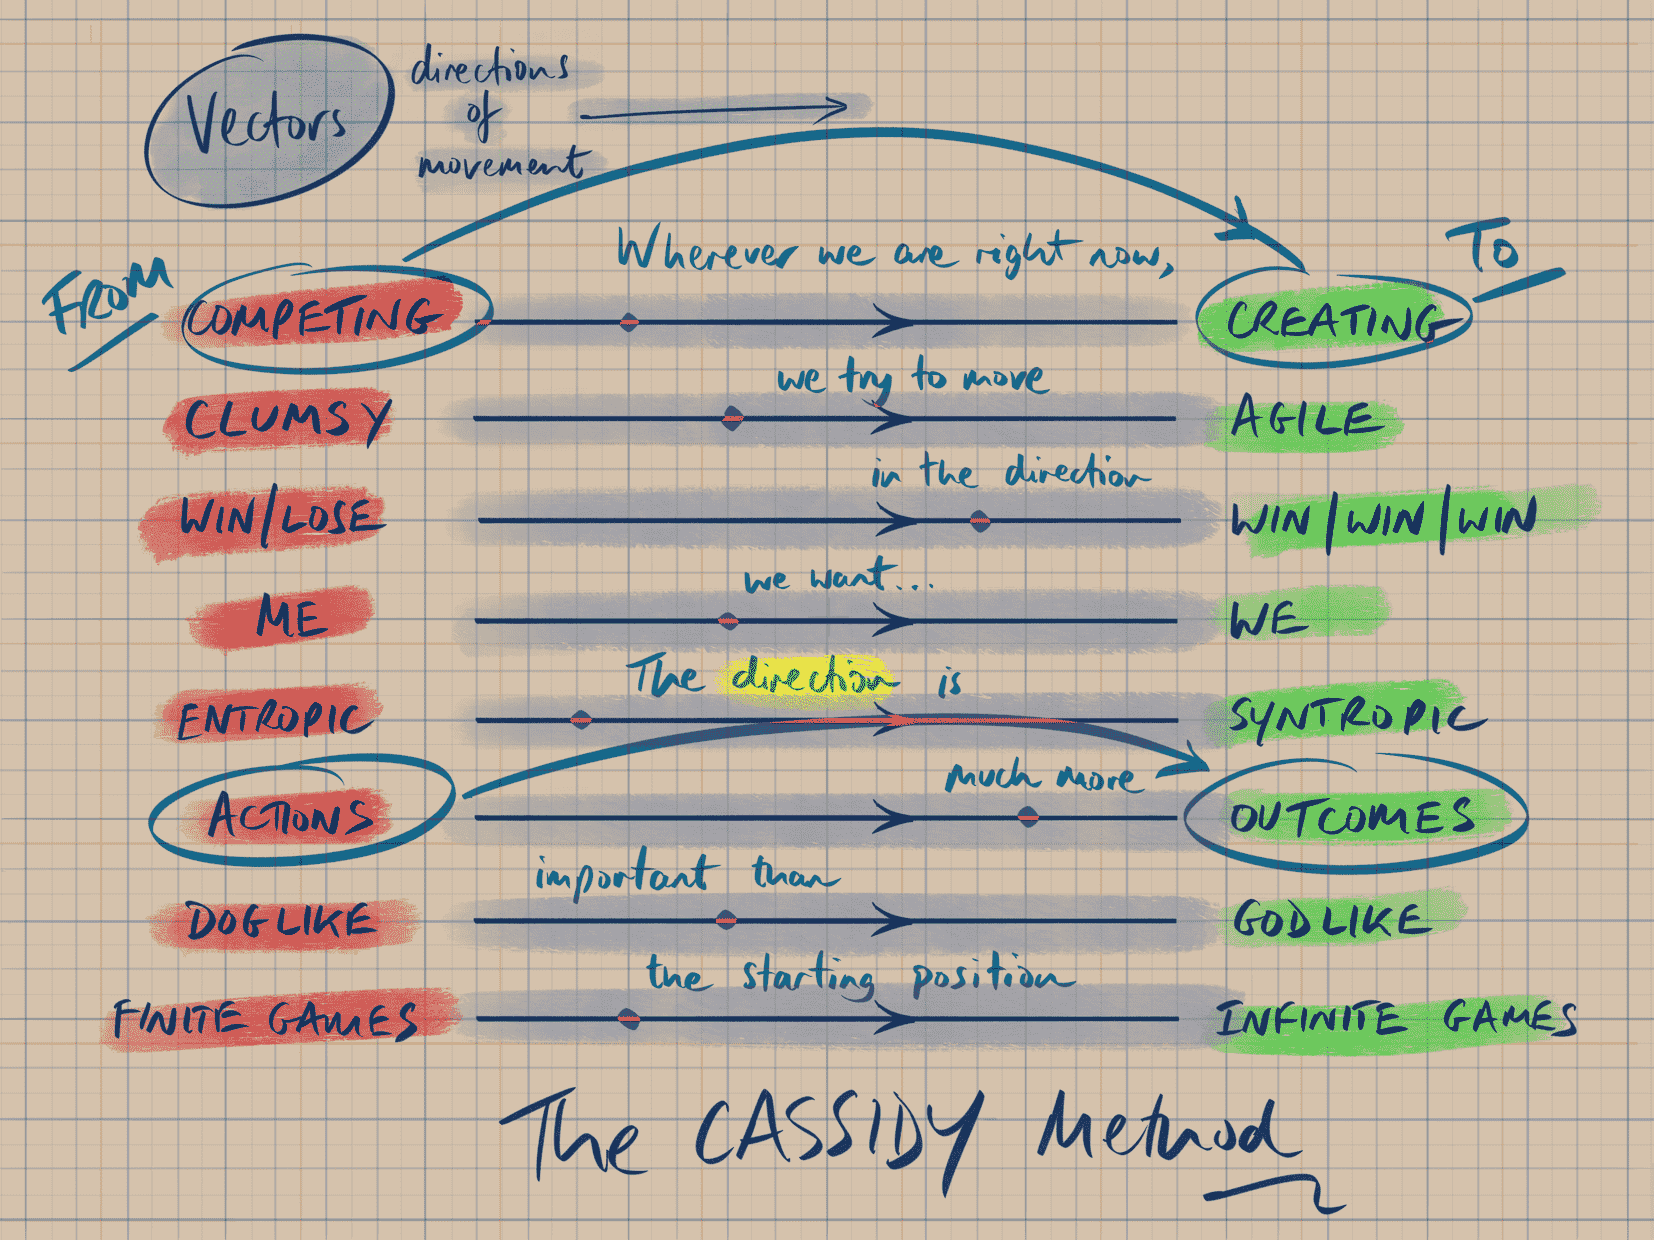 Vectors
directions
of
movement
FROM
To
Wherever we are right now,
COMPETING
CREATING
we try to move
CLUMSY
AGILE
in the direction
WIN/LOSE
WIN/WIN/WIN
we want...
ME
WE
The direction is
ENTROPIC
SYNTROPIC
much more
ACTIONS
OUTCOMES
important than
DOGLIKE
GODLIKE
the starting position
FINITE GAMES
INFINITE GAMES
The CASSIDY Method